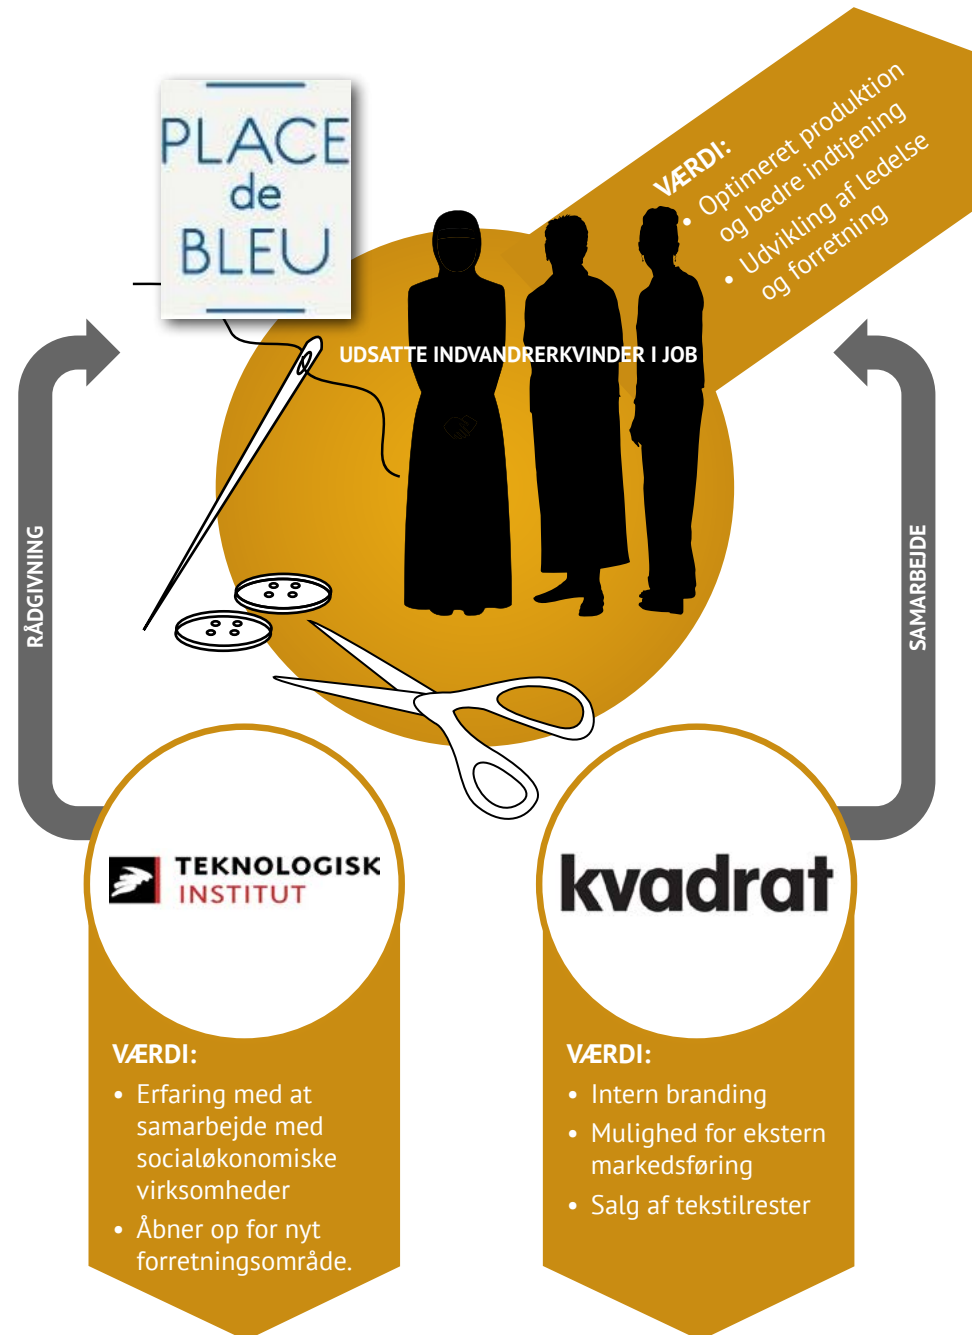 PLACE
de
BLEU
VÆRDI:
• Optimeret produktion
og bedre indtjening
• Udvikling af ledelse
og forretning
UDSATTE INDVANDRERKVINDER I JOB
RÅDGIVNING
SAMARBEJDE
TEKNOLOGISK
INSTITUT
kvadrat
VÆRDI:
• Erfaring med at
samarbejde med
socialøkonomiske
virksomheder
• Åbner op for nyt
forretningsområde.
VÆRDI:
• Intern branding
• Mulighed for ekstern
markedsføring
• Salg af tekstilrester